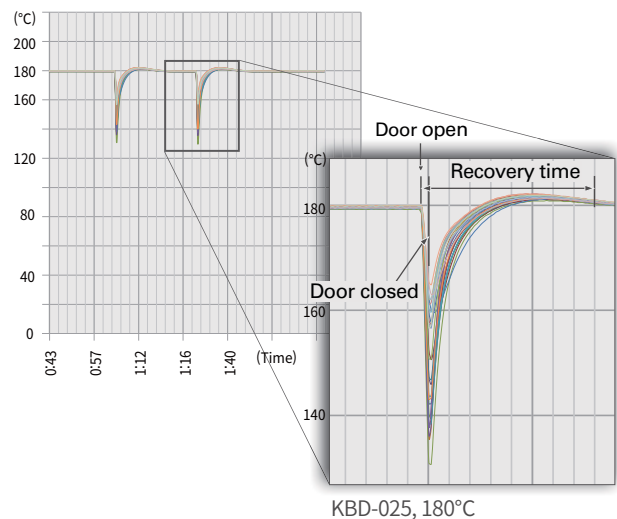 (°C)
200
180
160
120
80
40
0
0:43
0:57
1:12
1:16
1:40
(Time)
Door open
(°C)
Recovery time
180
Door closed
160
140
KBD-025, 180°C